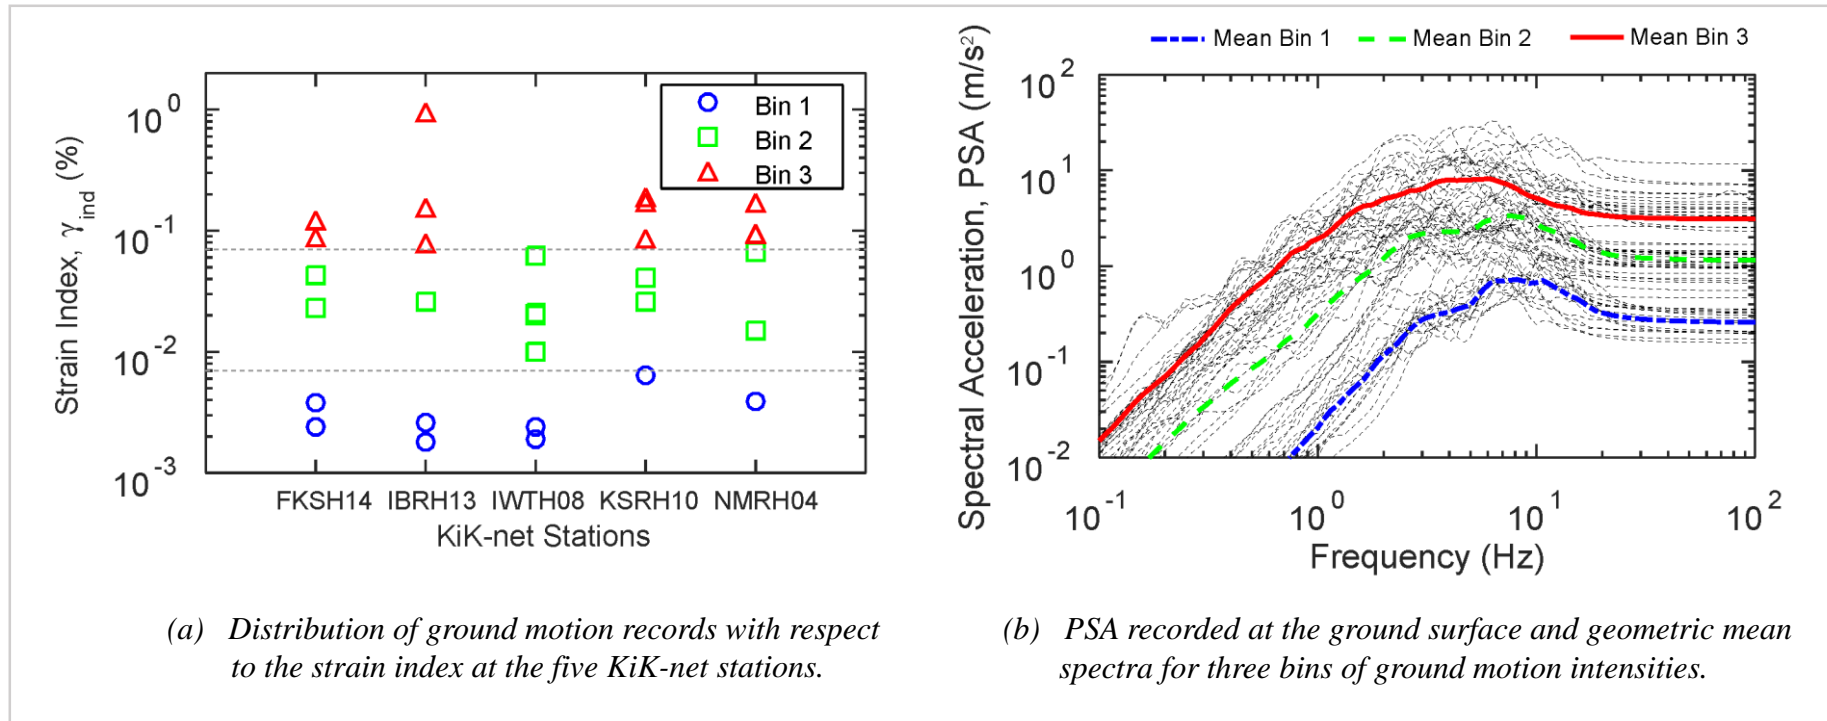 Strain Index, γind (%)
10^0
10^-1
10^-2
10^-3
Bin 1
Bin 2
Bin 3
FKSH14 IBRH13 IWTH08 KSRH10 NMRH04
KiK-net Stations
(a) Distribution of ground motion records with respect
to the strain index at the five KiK-net stations.
Mean Bin 1 Mean Bin 2 Mean Bin 3
Spectral Acceleration, PSA (m/s²)
10^2
10^1
10^0
10^-1
10^-2
10^-1 10^0 10^1 10^2
Frequency (Hz)
(b) PSA recorded at the ground surface and geometric mean
spectra for three bins of ground motion intensities.